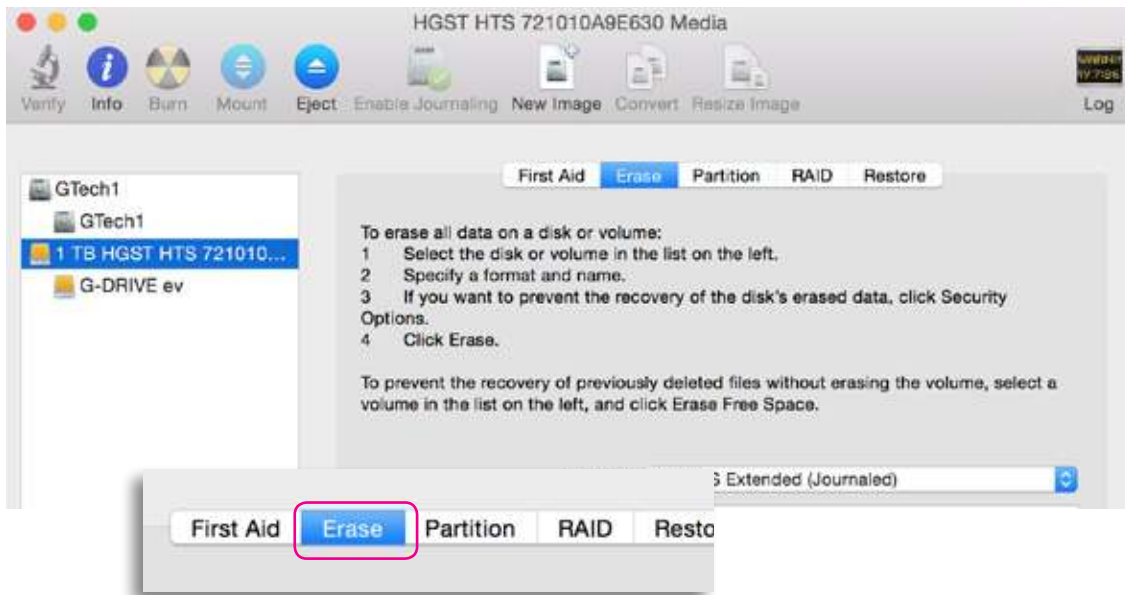 HGST HTS 721010A9E630 Media
Verify Info Burn Mount Eject Enable Journaling New Image Convert Resize Image Log
First Aid Erase Partition RAID Restore
GTech1
GTech1
1 TB HGST HTS 721010...
G-DRIVE ev
To erase all data on a disk or volume:
1 Select the disk or volume in the list on the left.
2 Specify a format and name.
3 If you want to prevent the recovery of the disk's erased data, click Security
Options.
4 Click Erase.
To prevent the recovery of previously deleted files without erasing the volume, select a
volume in the list on the left, and click Erase Free Space.
Extended (Journaled)
First Aid Erase Partition RAID Resto